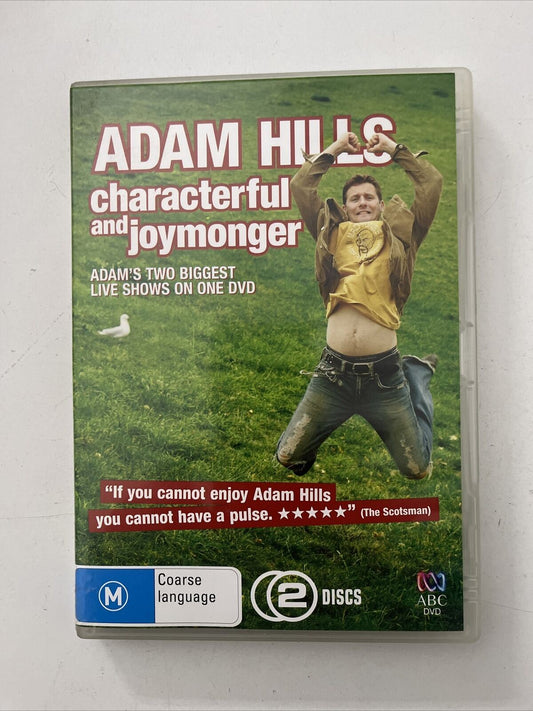 ADAM HILLS
characterful
and joymonger
ADAM'S TWO BIGGEST
LIVE SHOWS ON ONE DVD
"If you cannot enjoy Adam Hills
you cannot have a pulse. ★★★★★" (The Scotsman)
M
Coarse
language
2 DISCS
ABC
DVD